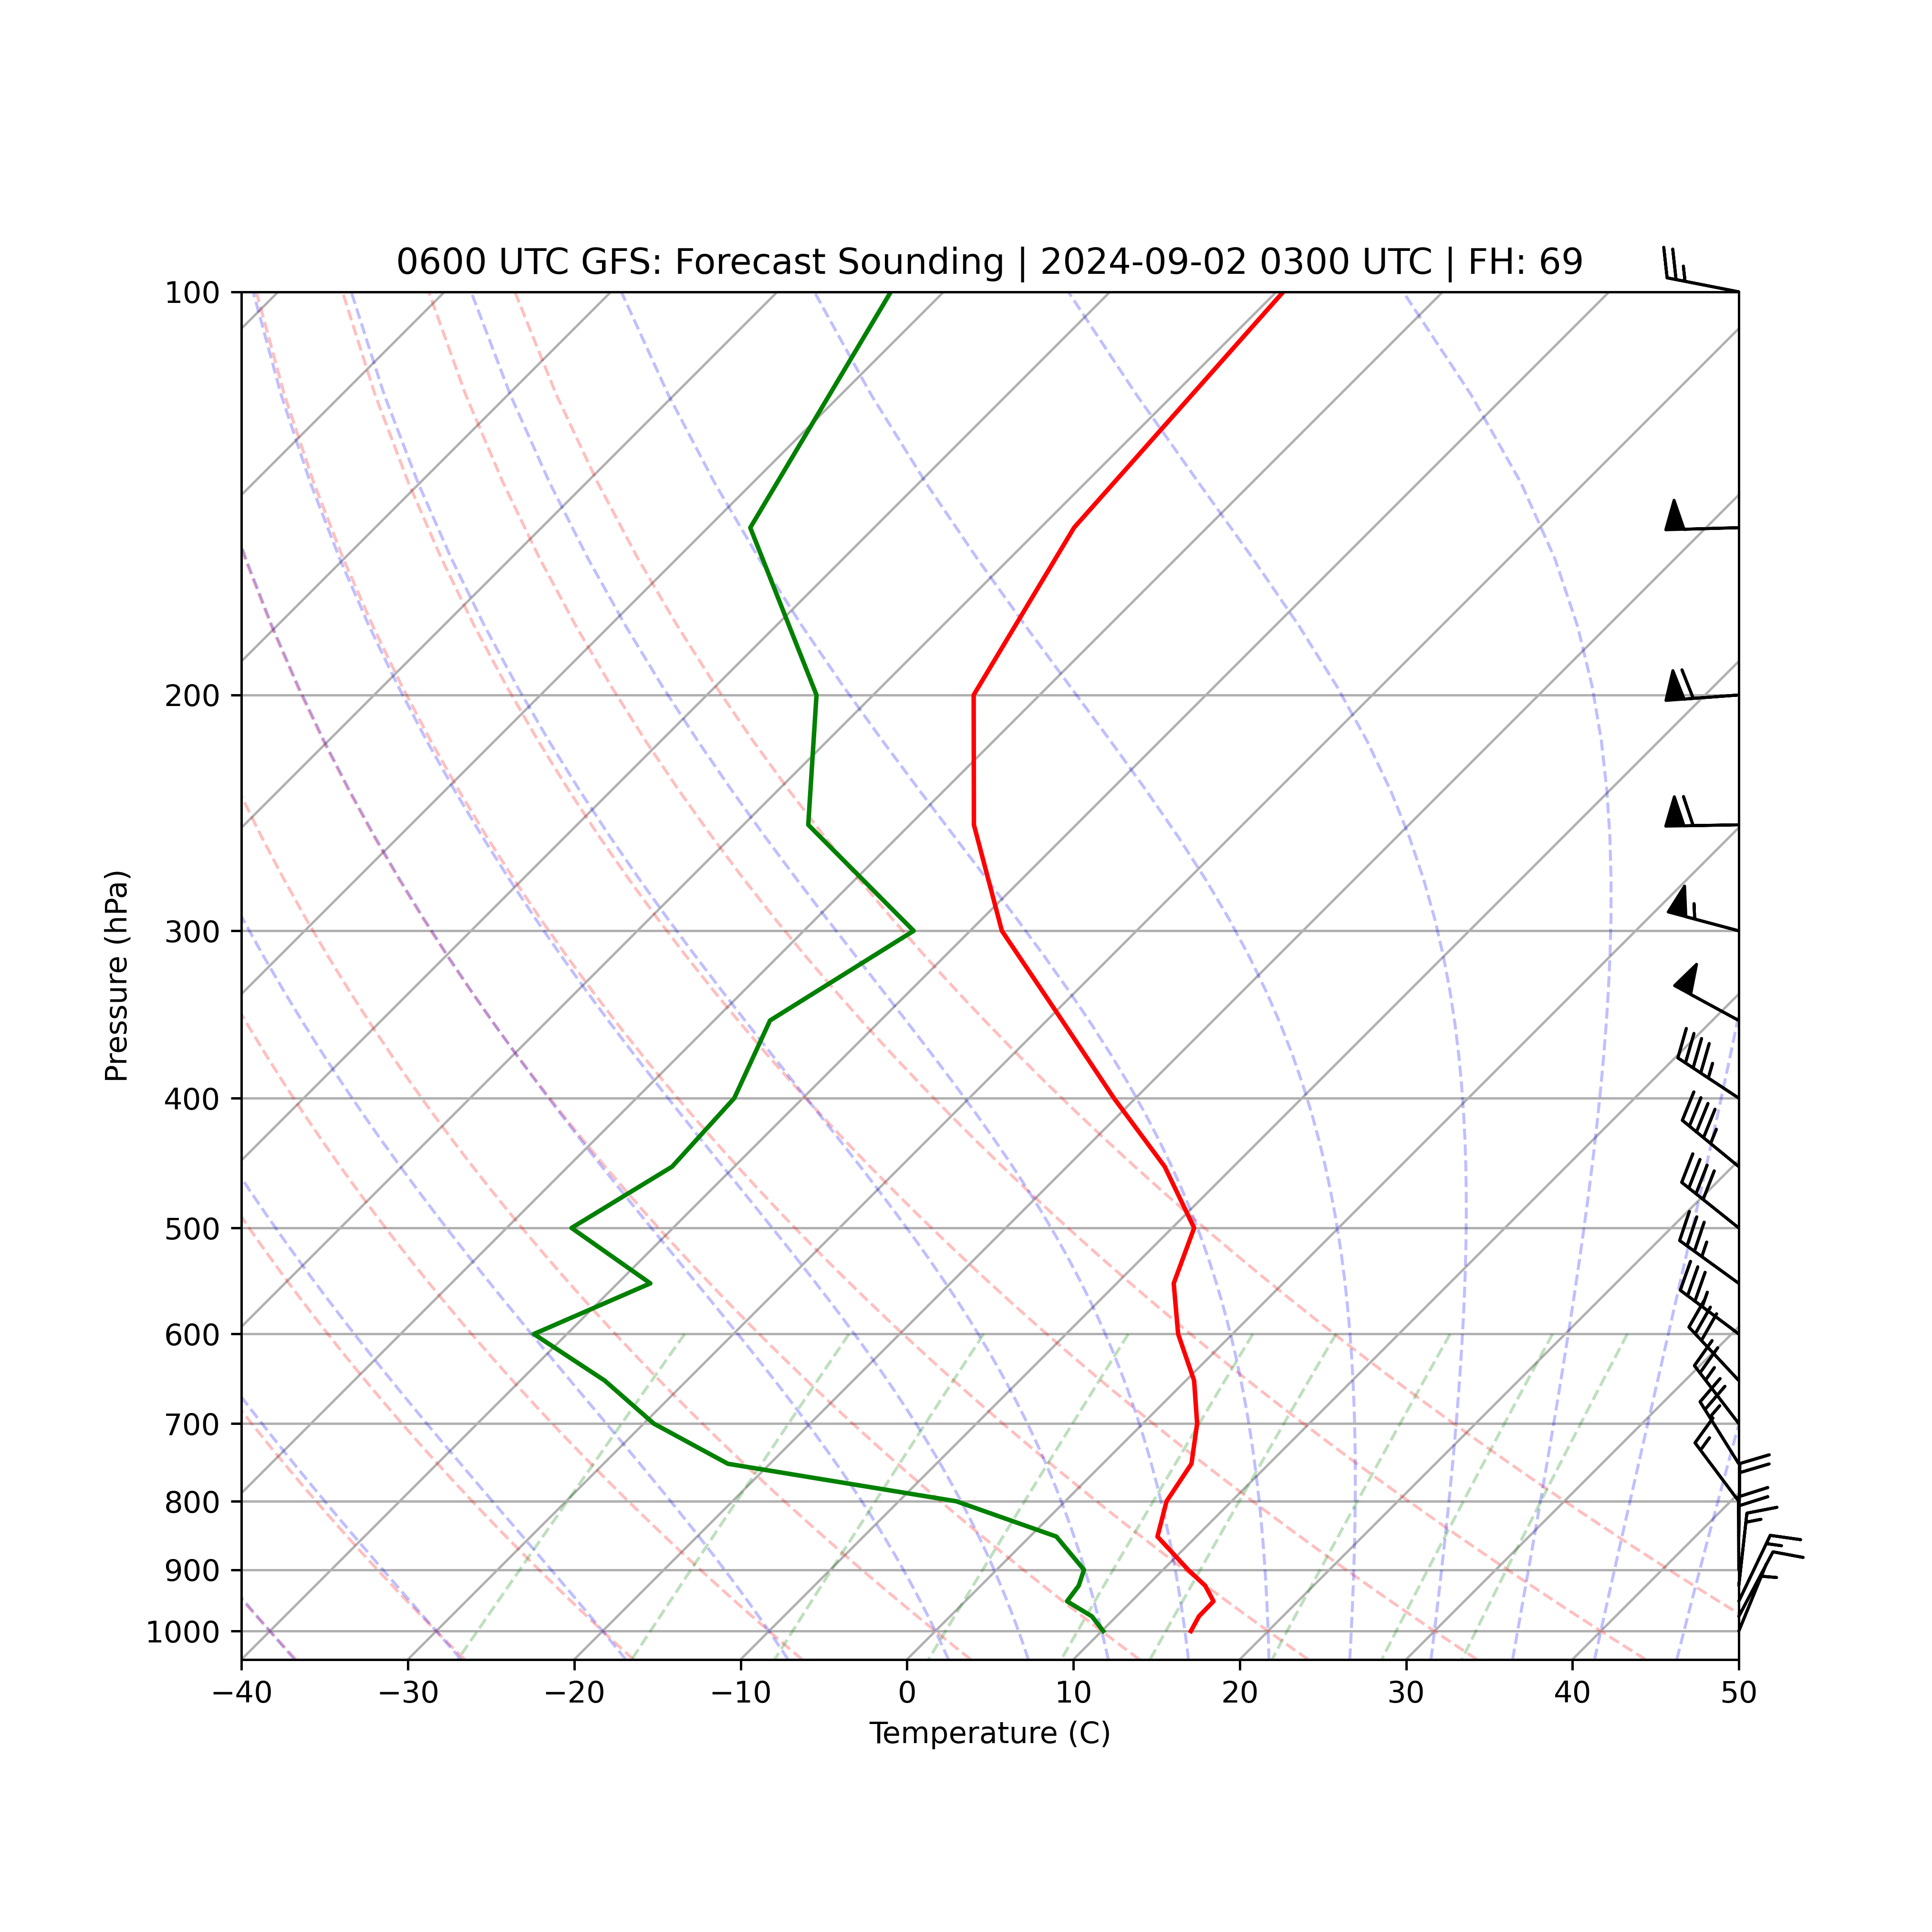 0600 UTC GFS: Forecast Sounding | 2024-09-02 0300 UTC | FH: 69
100
200
300
400
500
600
700
800
900
1000
Pressure (hPa)
−40 −30 −20 −10 0 10 20 30 40 50
Temperature (C)